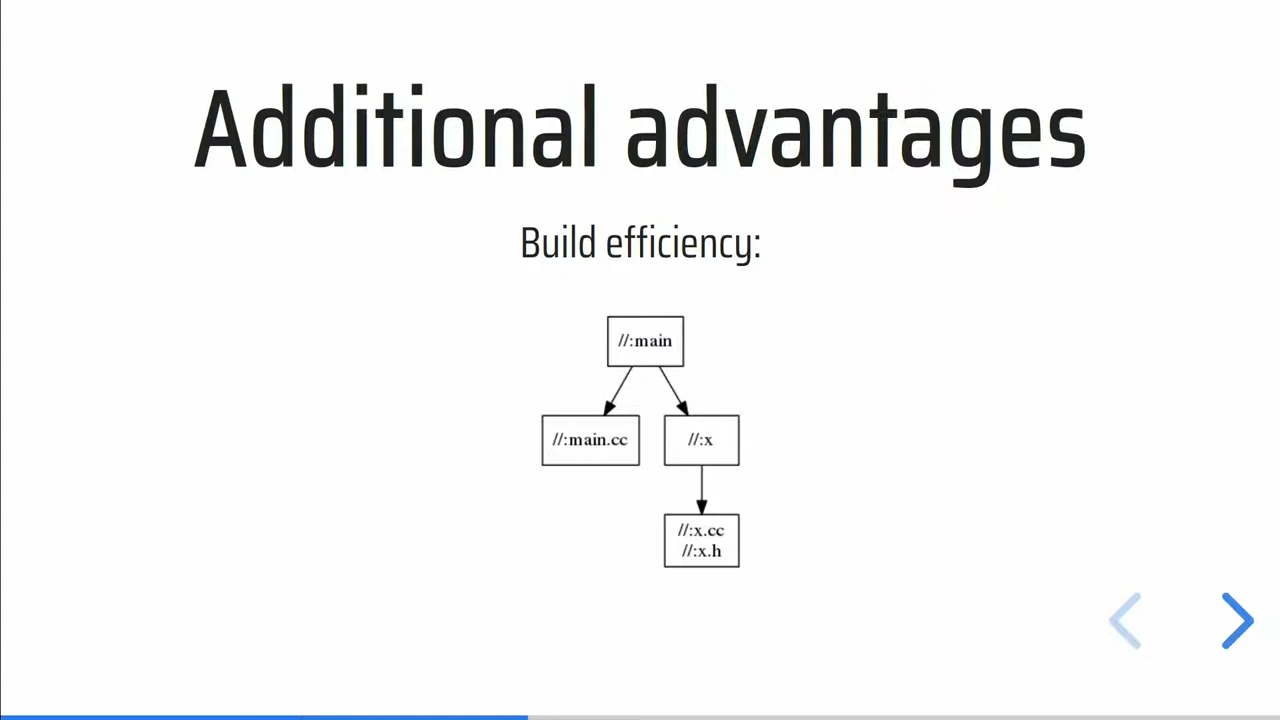 Additional advantages
Build efficiency:
//:main
//:main.cc
//:x
//:x.cc
//:x.h